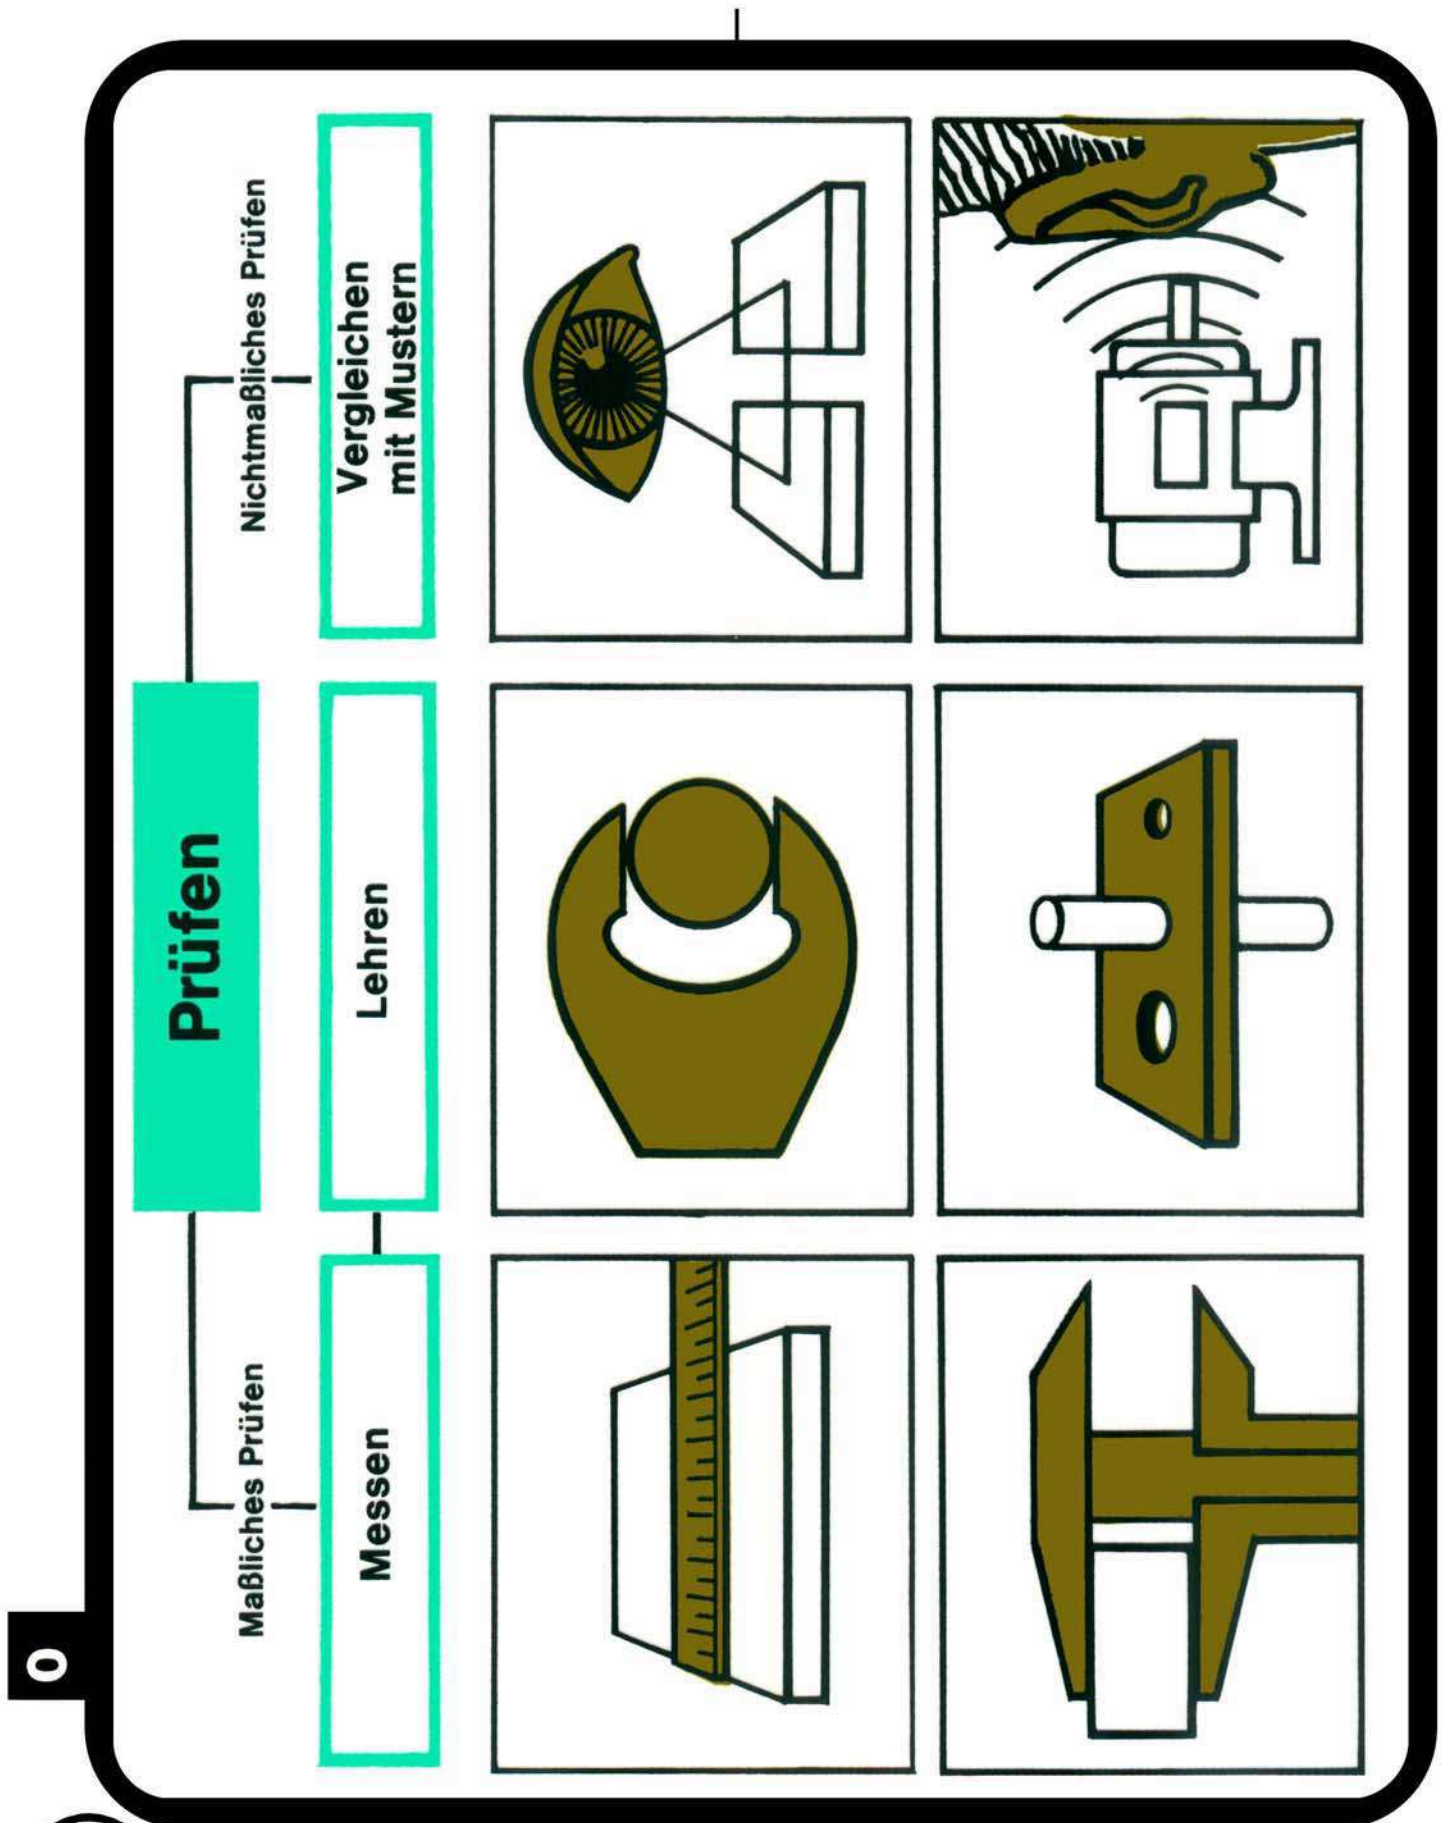 0
Prüfen
Maßliches Prüfen
Nichtmaßliches Prüfen
Messen
Lehren
Vergleichen
mit Mustern